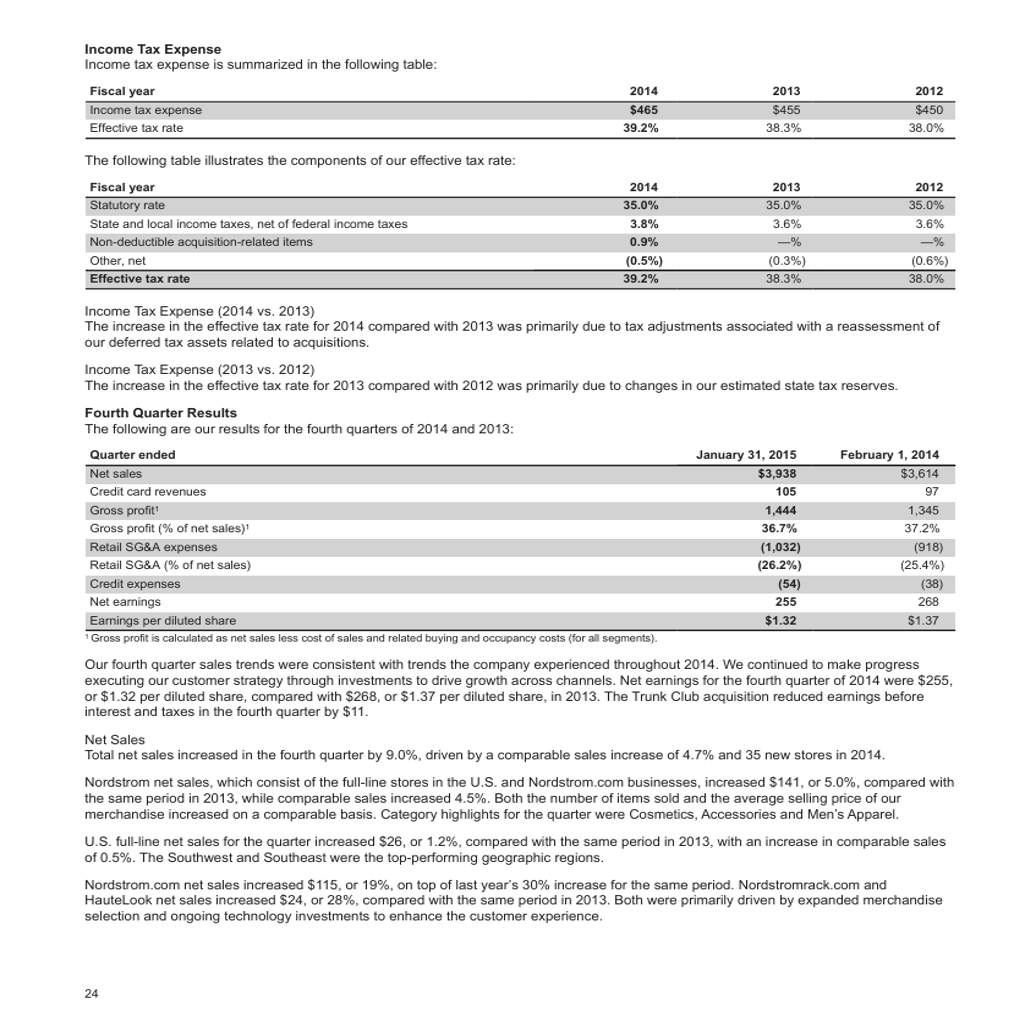 Income Tax Expense
Income tax expense is summarized in the following table:
Fiscal year 2014 2013 2012
Income tax expense $465 $455 $450
Effective tax rate 39.2% 38.3% 38.0%
The following table illustrates the components of our effective tax rate:
Fiscal year 2014 2013 2012
Statutory rate 35.0% 35.0% 35.0%
State and local income taxes, net of federal income taxes 3.8% 3.6% 3.6%
Non-deductible acquisition-related items 0.9% —% —%
Other, net (0.5%) (0.3%) (0.6%)
Effective tax rate 39.2% 38.3% 38.0%
Income Tax Expense (2014 vs. 2013)
The increase in the effective tax rate for 2014 compared with 2013 was primarily due to tax adjustments associated with a reassessment of
our deferred tax assets related to acquisitions.
Income Tax Expense (2013 vs. 2012)
The increase in the effective tax rate for 2013 compared with 2012 was primarily due to changes in our estimated state tax reserves.
Fourth Quarter Results
The following are our results for the fourth quarters of 2014 and 2013:
Quarter ended January 31, 2015 February 1, 2014
Net sales $3,938 $3,614
Credit card revenues 105 97
Gross profit¹ 1,444 1,345
Gross profit (% of net sales)¹ 36.7% 37.2%
Retail SG&A expenses (1,032) (918)
Retail SG&A (% of net sales) (26.2%) (25.4%)
Credit expenses (54) (38)
Net earnings 255 268
Earnings per diluted share $1.32 $1.37
¹ Gross profit is calculated as net sales less cost of sales and related buying and occupancy costs (for all segments).
Our fourth quarter sales trends were consistent with trends the company experienced throughout 2014. We continued to make progress
executing our customer strategy through investments to drive growth across channels. Net earnings for the fourth quarter of 2014 were $255,
or $1.32 per diluted share, compared with $268, or $1.37 per diluted share, in 2013. The Trunk Club acquisition reduced earnings before
interest and taxes in the fourth quarter by $11.
Net Sales
Total net sales increased in the fourth quarter by 9.0%, driven by a comparable sales increase of 4.7% and 35 new stores in 2014.
Nordstrom net sales, which consist of the full-line stores in the U.S. and Nordstrom.com businesses, increased $141, or 5.0%, compared with
the same period in 2013, while comparable sales increased 4.5%. Both the number of items sold and the average selling price of our
merchandise increased on a comparable basis. Category highlights for the quarter were Cosmetics, Accessories and Men's Apparel.
U.S. full-line net sales for the quarter increased $26, or 1.2%, compared with the same period in 2013, with an increase in comparable sales
of 0.5%. The Southwest and Southeast were the top-performing geographic regions.
Nordstrom.com net sales increased $115, or 19%, on top of last year's 30% increase for the same period. Nordstromrack.com and
HauteLook net sales increased $24, or 28%, compared with the same period in 2013. Both were primarily driven by expanded merchandise
selection and ongoing technology investments to enhance the customer experience.
24